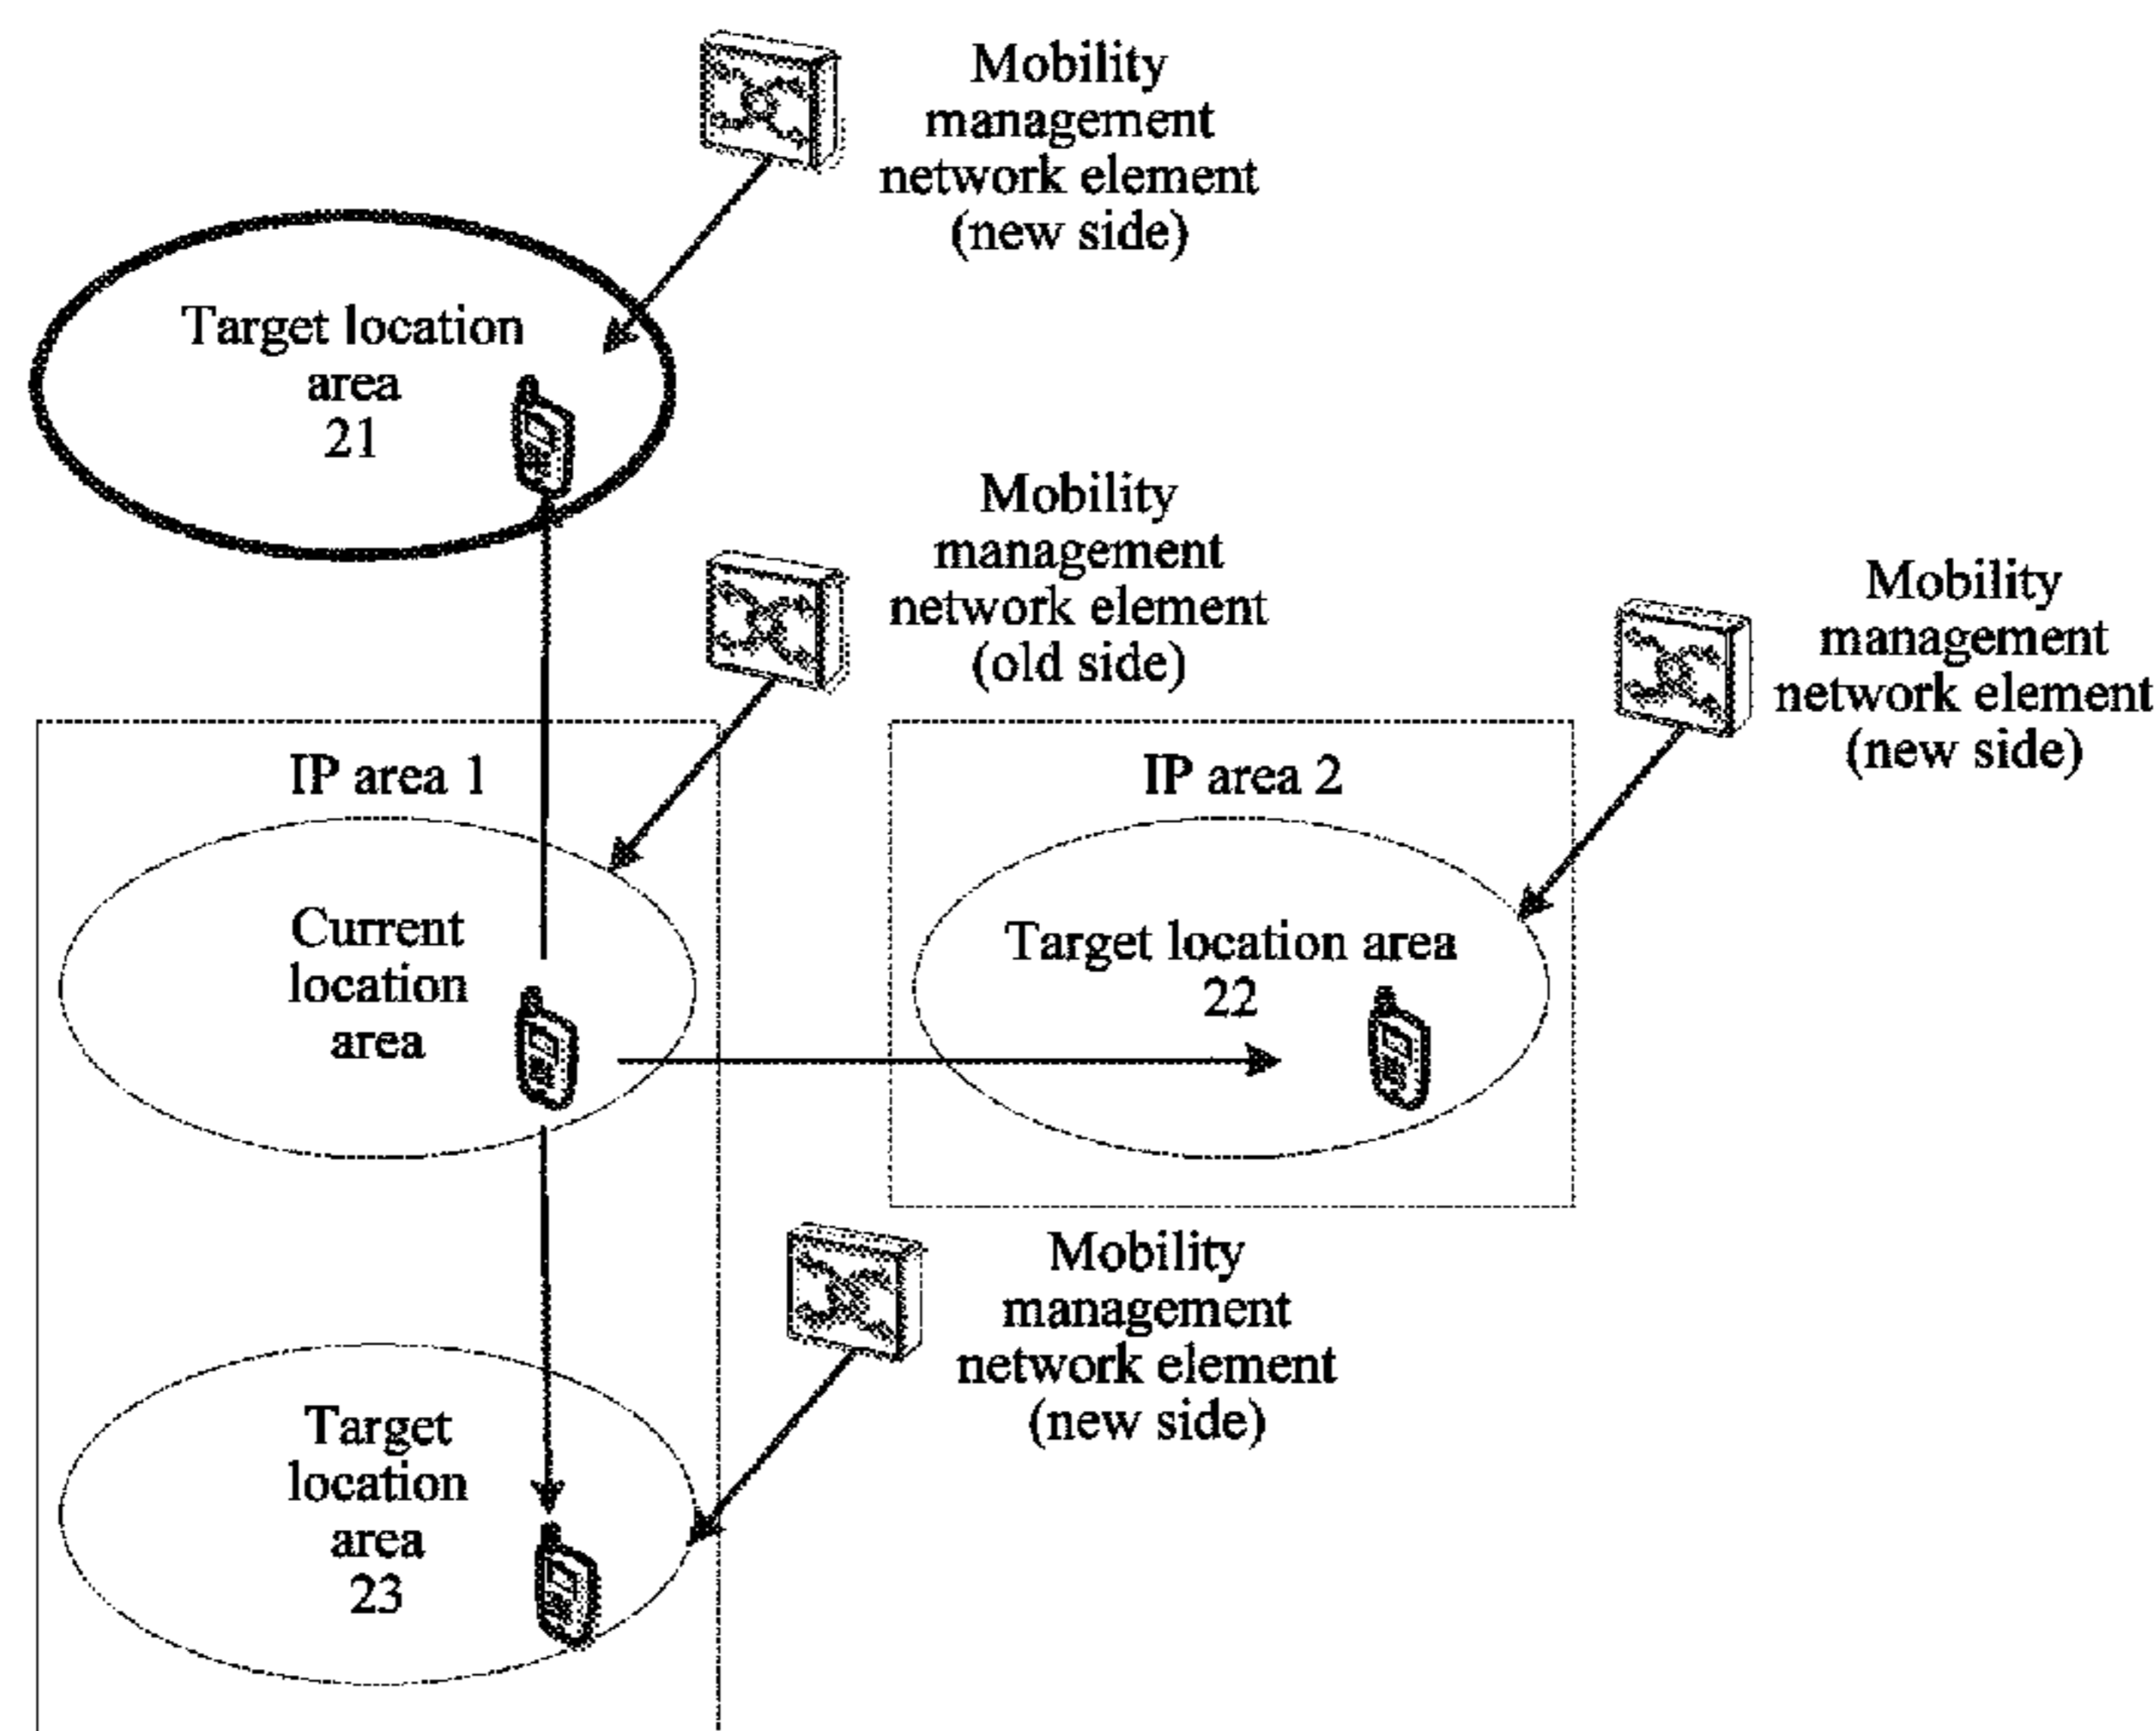 Mobility
management
network element
(new side)
Target location
area
21
Mobility
management
network element
(old side)
Mobility
management
network element
(new side)
IP area 1
IP area 2
Current
location
area
Target location area
22
Mobility
management
network element
(new side)
Target
location
area
23